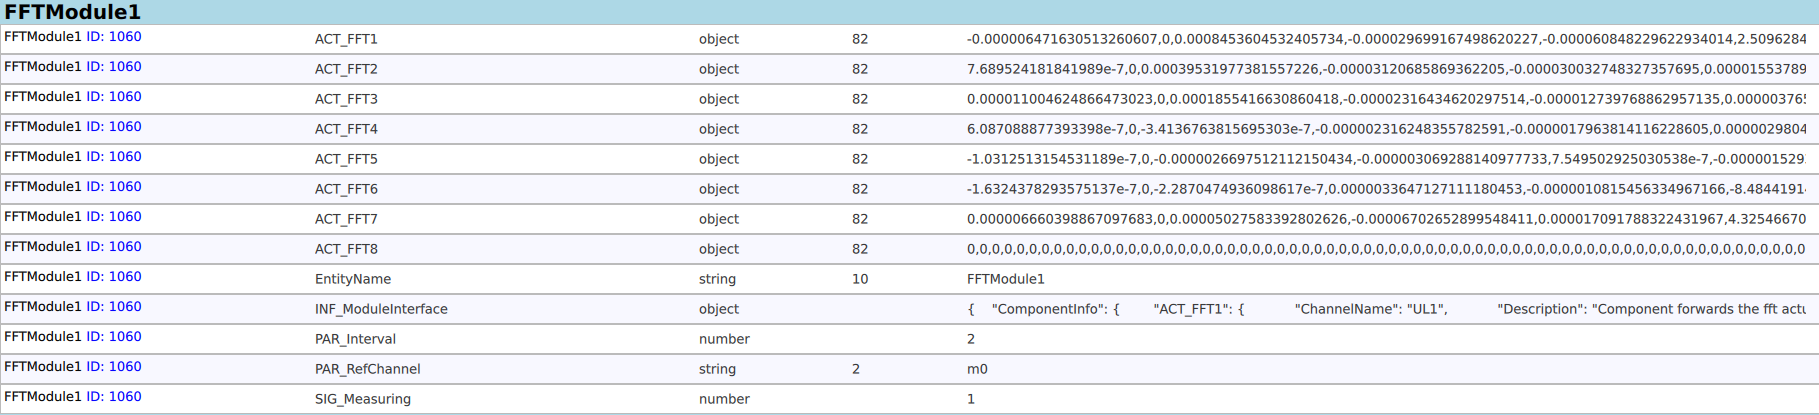 FFTModule1
FFTModule1 ID: 1060 ACT_FFT1 object 82 -0.000006471630513260607,0,0.0008453604532405734,-0.00002969916749862​0227,-0.00006084822962293​4014,2.5096284
FFTModule1 ID: 1060 ACT_FFT2 object 82 7.689524181841989e-7,0,0.00039531977381557226,-0.00003120685869362205,-0.00003003274832735​7695,0.00001553789
FFTModule1 ID: 1060 ACT_FFT3 object 82 0.000011004624866473023,0,0.0001855416630860418,-0.00002316434620297514,-0.000012739768862957135,0.00000376
FFTModule1 ID: 1060 ACT_FFT4 object 82 6.087088877393398e-7,0,-3.4136763815695303e-7,-0.000002316248355782591,-0.0000017963814116228605,0.0000029804
FFTModule1 ID: 1060 ACT_FFT5 object 82 -1.0312513154531189e-7,0,-0.0000026697512112150434,-0.000003069288140977733,7.549502925030538e-7,-0.000001529
FFTModule1 ID: 1060 ACT_FFT6 object 82 -1.6324378293575137e-7,0,-2.2870474936098617e-7,0.0000033647127111180453,-0.0000010815456334967166,-8.4844191
FFTModule1 ID: 1060 ACT_FFT7 object 82 0.000006660398867097683,0,0.00005027583392802626,-0.00006702652899548411,0.000017091788322431967,4.32546670
FFTModule1 ID: 1060 ACT_FFT8 object 82 0,0,0,0,0,0,0,0,0,0,0,0,0,0,0,0,0,0,0,0,0,0,0,0,0,0,0,0,0,0,0,0,0,0,0,0,0,0,0,0,0,0,0,0,0,0,0,0,0,0,0,0,0,0,0,0,0,0,0,0,0,0,0,0,0,0,0,0,0,0
FFTModule1 ID: 1060 EntityName string 10 FFTModule1
FFTModule1 ID: 1060 INF_ModuleInterface object { "ComponentInfo": { "ACT_FFT1": { "ChannelName": "UL1", "Description": "Component forwards the fft actu
FFTModule1 ID: 1060 PAR_Interval number 2
FFTModule1 ID: 1060 PAR_RefChannel string 2 m0
FFTModule1 ID: 1060 SIG_Measuring number 1